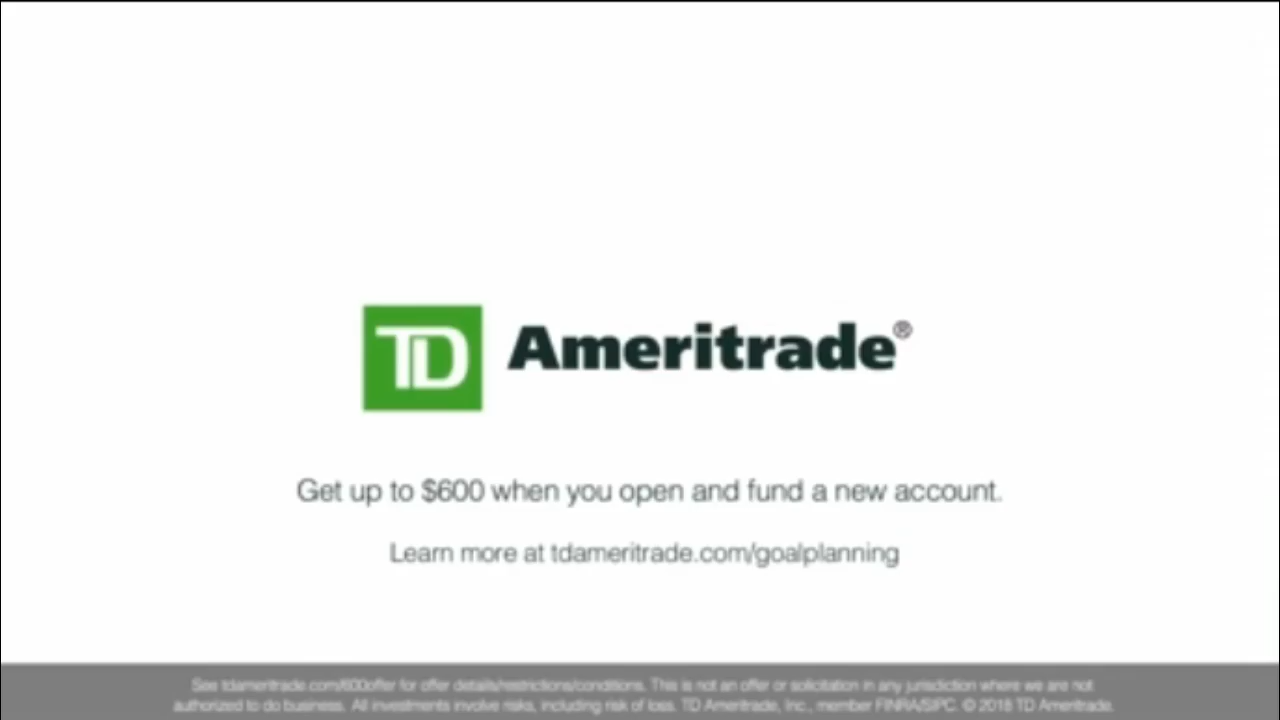 TD Ameritrade®
Get up to $600 when you open and fund a new account.
Learn more at tdameritrade.com/goalplanning
See tdameritrade.com/600offer for offer details/restrictions/conditions. This is not an offer or solicitation in any jurisdiction where we are not
authorized to do business. All investments involve risks, including risk of loss. TD Ameritrade, Inc., member FINRA/SIPC. © 2018 TD Ameritrade.